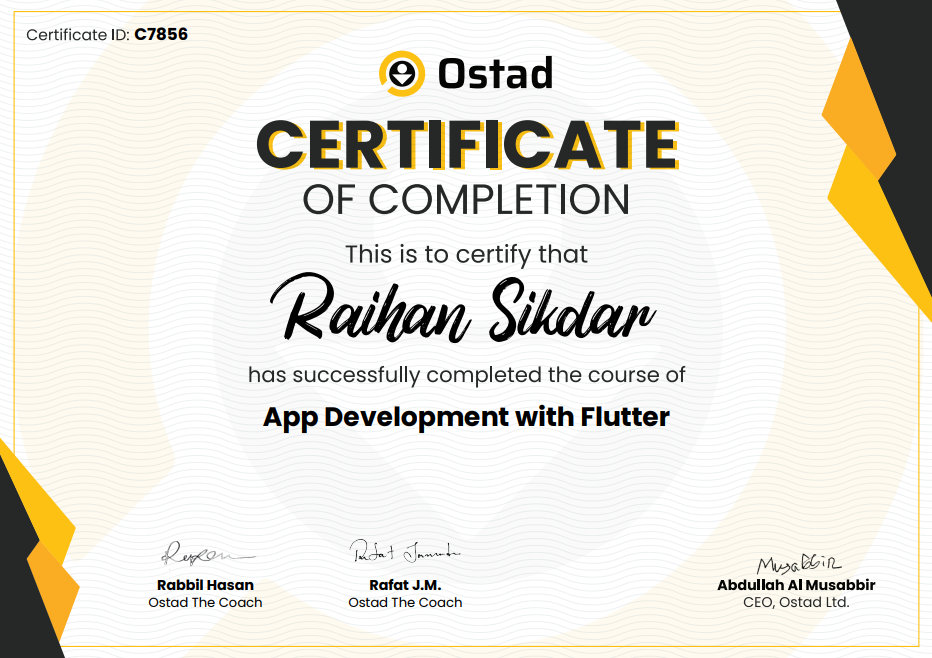 Certificate ID: C7856
Ostad
CERTIFICATE
OF COMPLETION
This is to certify that
Raihan Sikdar
has successfully completed the course of
App Development with Flutter
Musabbir
Rabbil Hasan
Rafat J.M.
Abdullah Al Musabbir
Ostad The Coach
Ostad The Coach
CEO, Ostad Ltd.